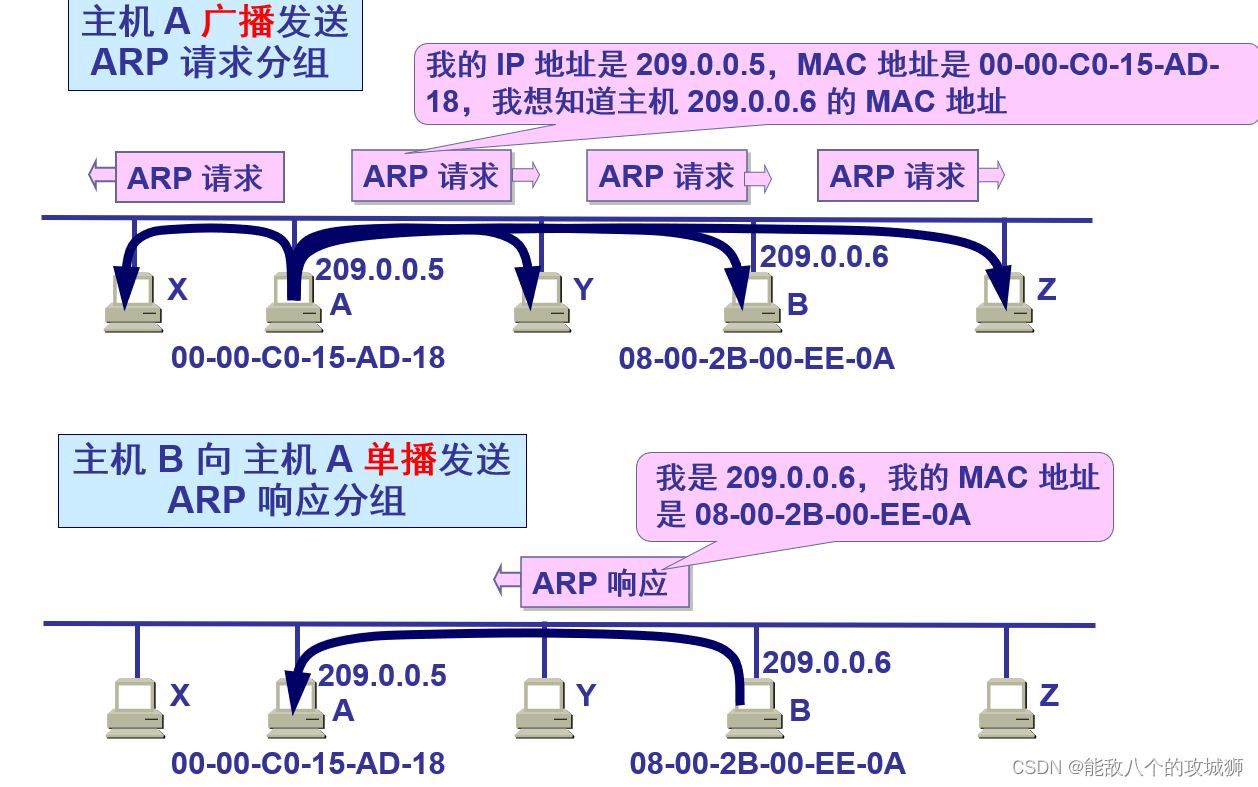 主机 A 广播发送
ARP 请求分组
我的 IP 地址是 209.0.0.5，MAC 地址是 00-00-C0-15-AD-
18，我想知道主机 209.0.0.6 的 MAC 地址
ARP 请求
ARP 请求
ARP 请求
ARP 请求
X
209.0.0.5
A
Y
209.0.0.6
B
Z
00-00-C0-15-AD-18
08-00-2B-00-EE-0A
主机 B 向 主机 A 单播发送
ARP 响应分组
我是 209.0.0.6，我的 MAC 地址
是 08-00-2B-00-EE-0A
ARP 响应
X
209.0.0.5
A
Y
209.0.0.6
B
Z
00-00-C0-15-AD-18
08-00-2B-00-EE-0A
CSDN @能敌八个的攻城狮